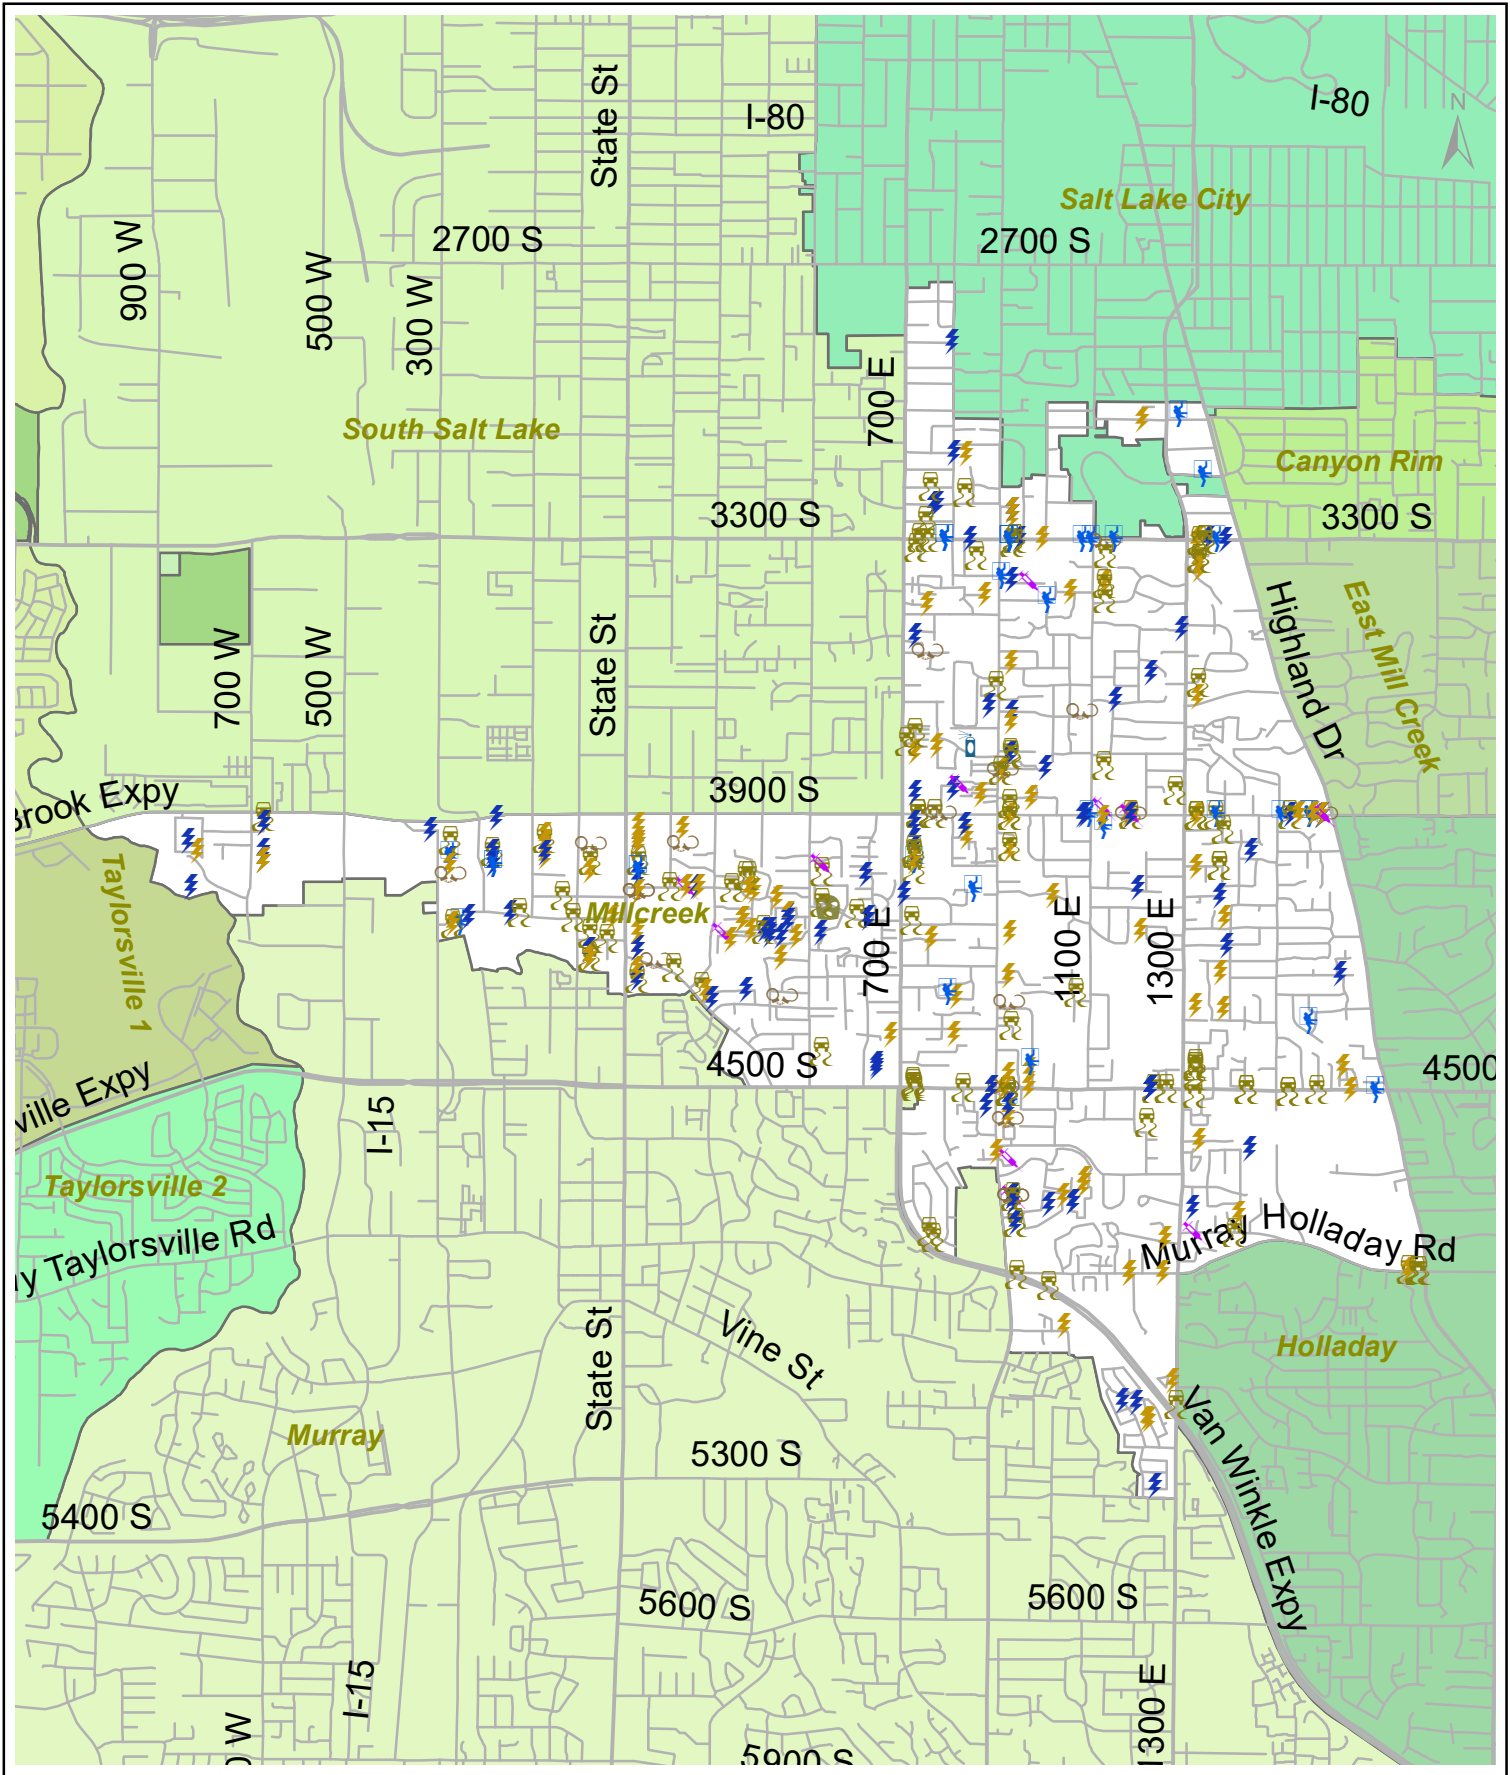 State St
I-80
I-80
N
Salt Lake City
900 W
2700 S
2700 S
500 W
300 W
700 E
South Salt Lake
Canyon Rim
3300 S
3300 S
Highland Dr
East Mill Creek
700 W
500 W
State St
Brook Expy
3900 S
Taylorsville 1
Millcreek
700 E
1100 E
1300 E
4500 S
4500
ville Expy
I-15
Taylorsville 2
y Taylorsville Rd
Murray Holladay Rd
State St
Vine St
Holladay
Murray
Van Winkle Expy
5300 S
5400 S
5600 S
5600 S
I-15
1300 E
0 W
5900 S